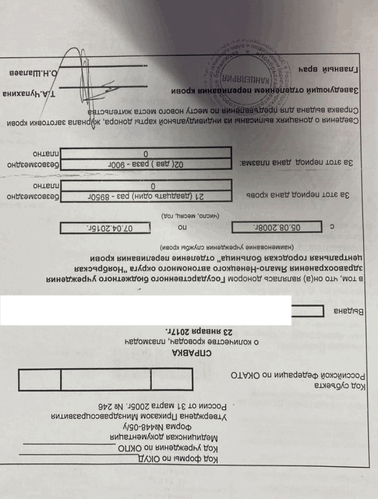 Код формы по ОКУД
Код учреждения по ОКПО
Медицинская документация
Форма №448-05/у
Утверждена Приказом Минздравсоцразвития
России от 31 марта 2005г. № 246
Код субъекта
Российской Федерации по ОКАТО
СПРАВКА
о количестве кроводач, плазмодач
23 января 2017г.
Выдана
в том, что он(а) являлась донором Государственного бюджетного учреждения
здравоохранения Ямало-Ненецкого автономного округа "Ноябрьская
центральная городская больница" отделение переливания крови
(наименование учреждения службы крови)
с 05.08.2008г. по 07.04.2015г.
(число, месяц, год)
За этот период дана кровь 21 (двадцать один) раз - 8950г безвозмездно
0 платно
За этот период дана плазма: 02( два ) раза - 900г безвозмездно
0 платно
Сведения о донациях выписаны из индивидуальной карты донора, журнала заготовки крови
Справка выдана для предъявления по месту нового места жительства
Заведующий отделением переливания крови Т.А.Чупахина
Главный врач О.Н.Шалаев
КАНЦЕЛЯРИЯ